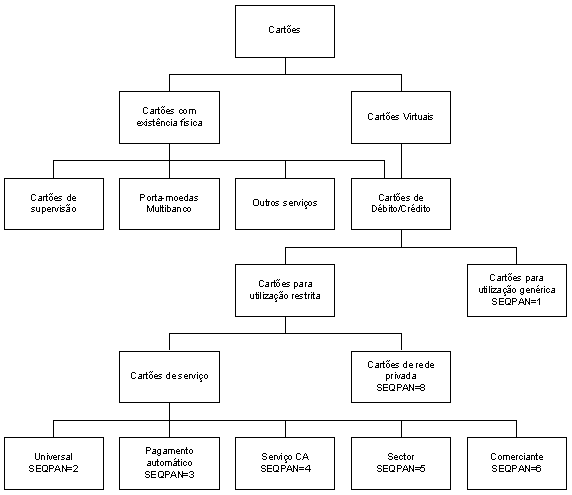 Cartões
Cartões com
existência física
Cartões Virtuais
Cartões de
supervisão
Porta-moedas
Multibanco
Outros serviços
Cartões de
Débito/Crédito
Cartões para
utilização restrita
Cartões para
utilização genérica
SEQPAN=1
Cartões de serviço
Cartões de rede
privada
SEQPAN=8
Universal
SEQPAN=2
Pagamento
automático
SEQPAN=3
Serviço CA
SEQPAN=4
Sector
SEQPAN=5
Comerciante
SEQPAN=6